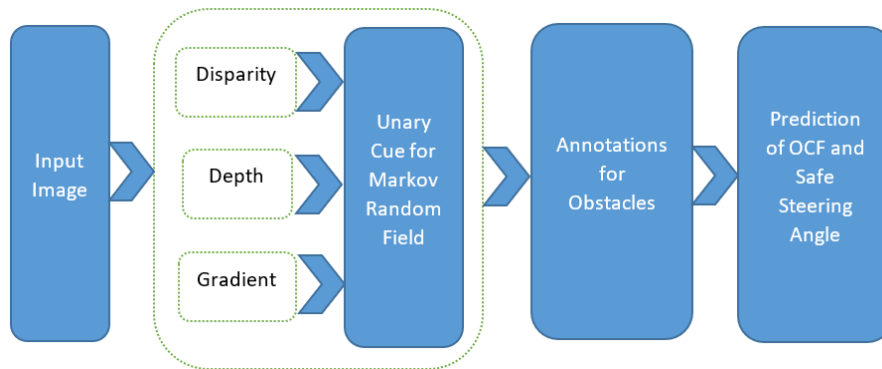 Input
Image
Disparity
Depth
Gradient
Unary
Cue for
Markov
Random
Field
Annotations
for
Obstacles
Prediction
of OCF and
Safe
Steering
Angle